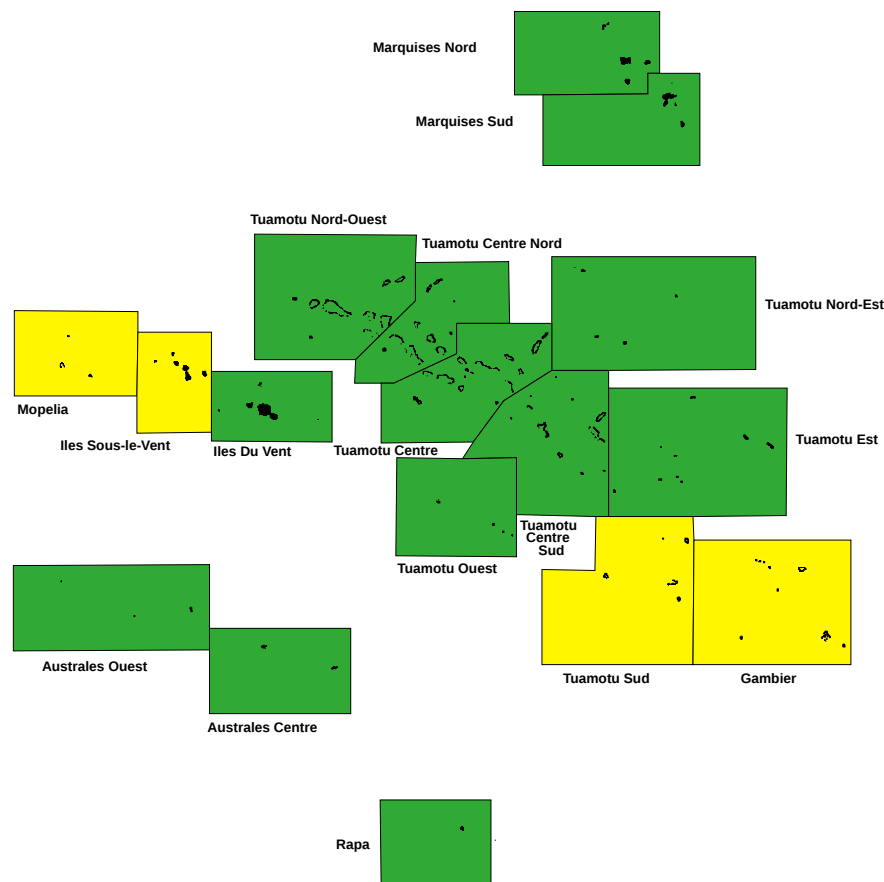 Marquises Nord
Marquises Sud
Tuamotu Nord-Ouest
Tuamotu Centre Nord
Tuamotu Nord-Est
Mopelia
Iles Sous-le-Vent
Iles Du Vent
Tuamotu Centre
Tuamotu Est
Tuamotu
Centre
Sud
Tuamotu Ouest
Australes Ouest
Tuamotu Sud
Gambier
Australes Centre
Rapa